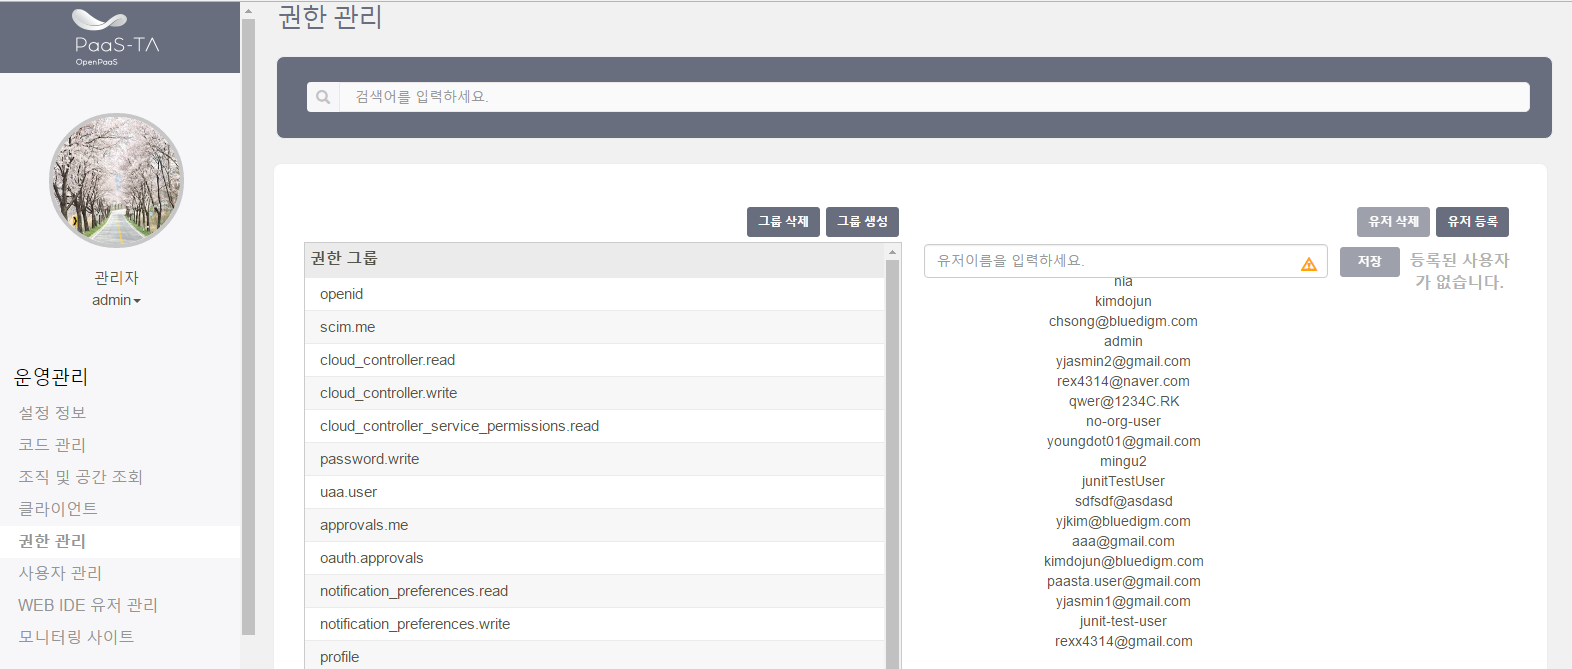 PaaS-TA
OpenPaaS
관리자
admin
운영관리
설정 정보
코드 관리
조직 및 공간 조회
클라이언트
권한 관리
사용자 관리
WEB IDE 유저 관리
모니터링 사이트
권한 관리
검색어를 입력하세요.
그룹 삭제
그룹 생성
권한 그룹
openid
scim.me
cloud_controller.read
cloud_controller.write
cloud_controller_service_permissions.read
password.write
uaa.user
approvals.me
oauth.approvals
notification_preferences.read
notification_preferences.write
profile
유저 삭제
유저 등록
유저이름을 입력하세요.
저장
등록된 사용자
가 없습니다.
nia
kimdojun
chsong@bluedigm.com
admin
yjasmin2@gmail.com
rex4314@naver.com
qwer@1234C.RK
no-org-user
youngdot01@gmail.com
mingu2
junitTestUser
sdfsdf@asdasd
yjkim@bluedigm.com
aaa@gmail.com
kimdojun@bluedigm.com
paasta.user@gmail.com
yjasmin1@gmail.com
junit-test-user
rexx4314@gmail.com